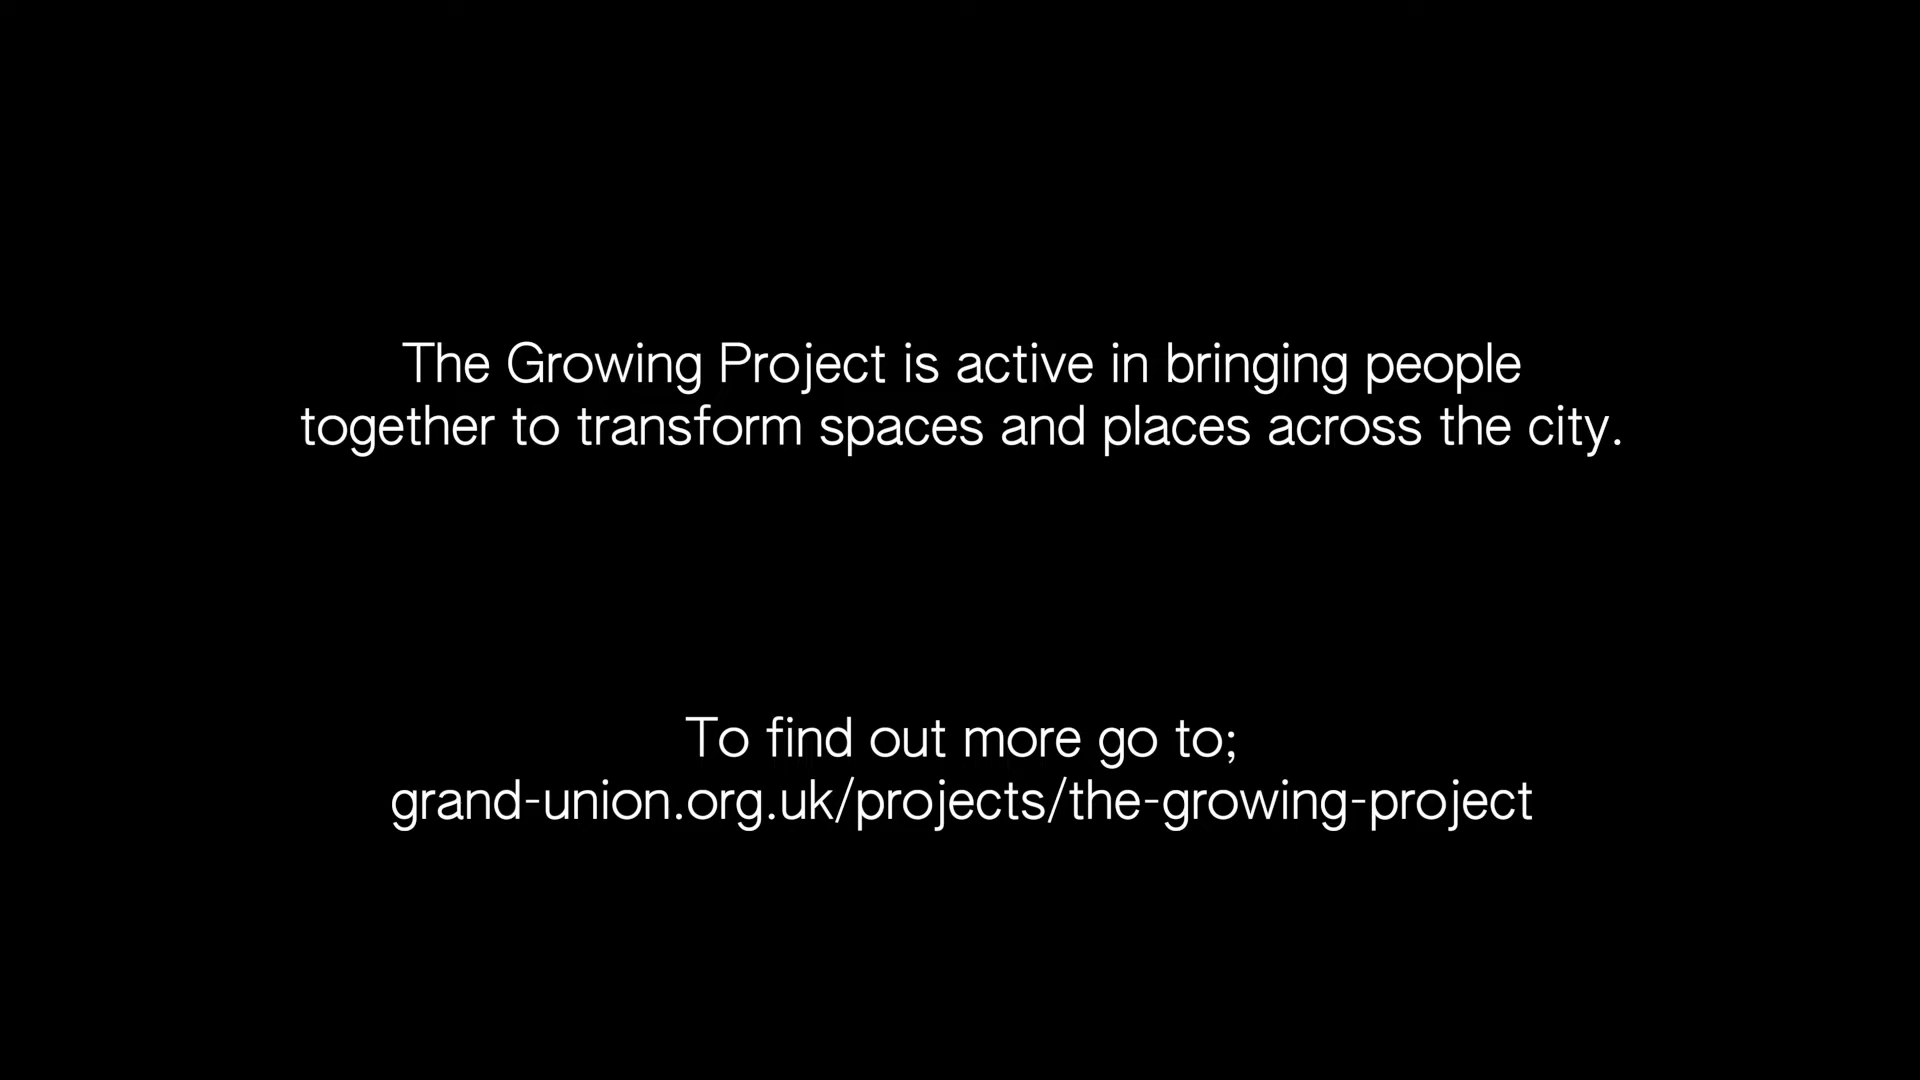 The Growing Project is active in bringing people
together to transform spaces and places across the city.
To find out more go to;
grand-union.org.uk/projects/the-growing-project